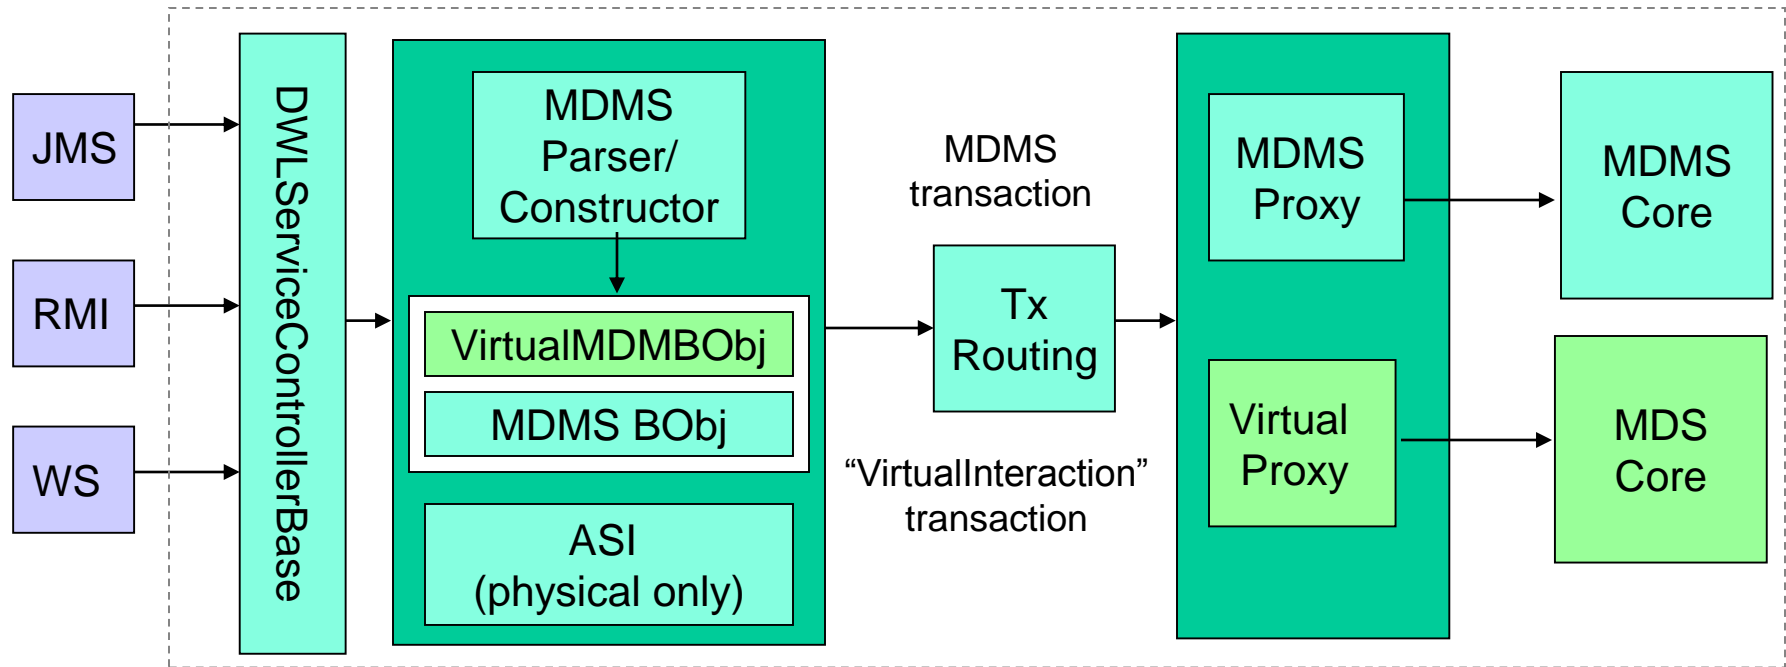 JMS
RMI
WS
DWLServiceControllerBase
MDMS
Parser/
Constructor
VirtualMDMBObj
MDMS BObj
ASI
(physical only)
MDMS
transaction
Tx
Routing
“VirtualInteraction”
transaction
MDMS
Proxy
Virtual
Proxy
MDMS
Core
MDS
Core